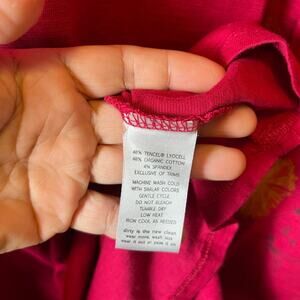 48% TENCEL® LYOCELL
48% ORGANIC COTTON
4% SPANDEX
EXCLUSIVE OF TRIMS
MACHINE WASH COLD
WITH SIMILAR COLORS
GENTLE CYCLE
DO NOT BLEACH
TUMBLE DRY
LOW HEAT
IRON COOL AS NEEDED
dirty is the new clean
wear more, wash less
wear it out or pass it on